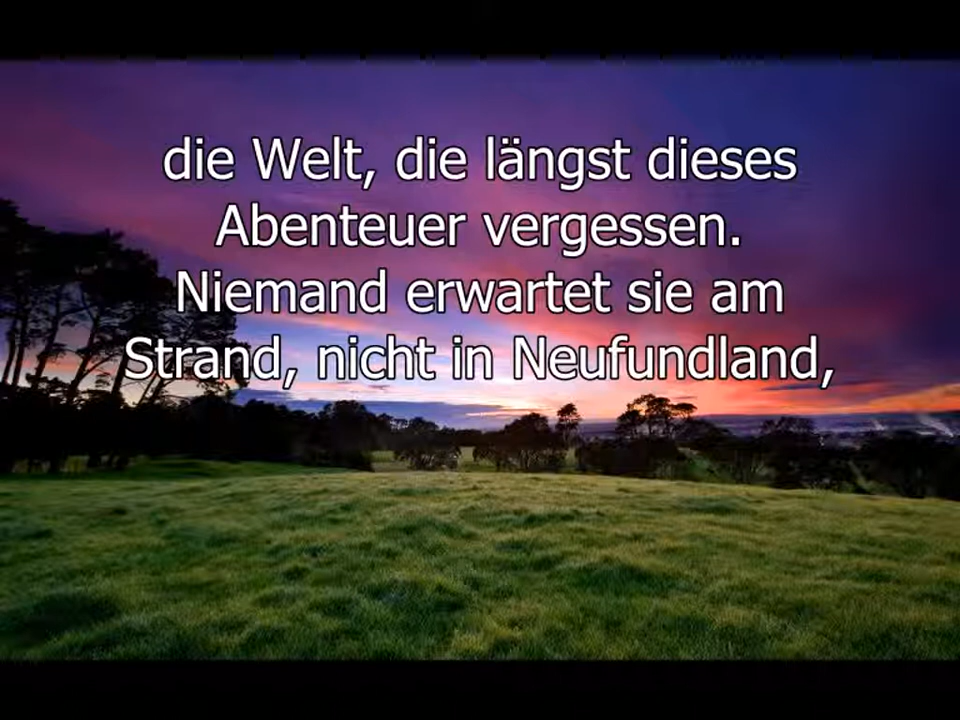 die Welt, die längst dieses
Abenteuer vergessen.
Niemand erwartet sie am
Strand, nicht in Neufundland,